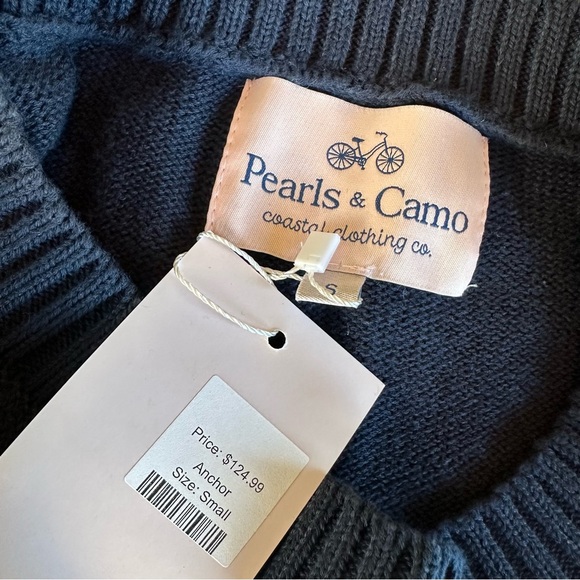 Pearls & Camo
coastal clothing co.
S
Price: $124.99
Anchor
Size: Small